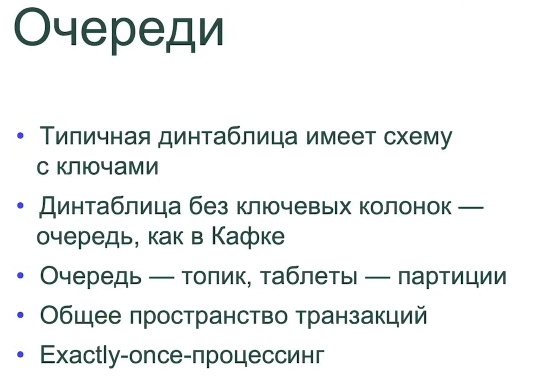 Очереди
• Типичная динтаблица имеет схему
с ключами
• Динтаблица без ключевых колонок —
очередь, как в Кафке
• Очередь — топик, таблеты — партиции
• Общее пространство транзакций
• Exactly-once-процессинг